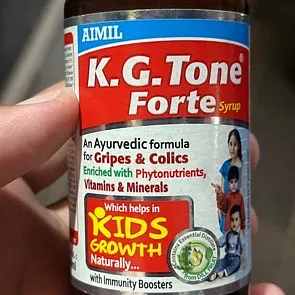 AIMIL
K.G.Tone®
Forte Syrup
An Ayurvedic formula
for Gripes & Colics
Enriched with Phytonutrients,
Vitamins & Minerals
Which helps in
KIDS
GROWTH
Naturally...
with Immunity Boosters